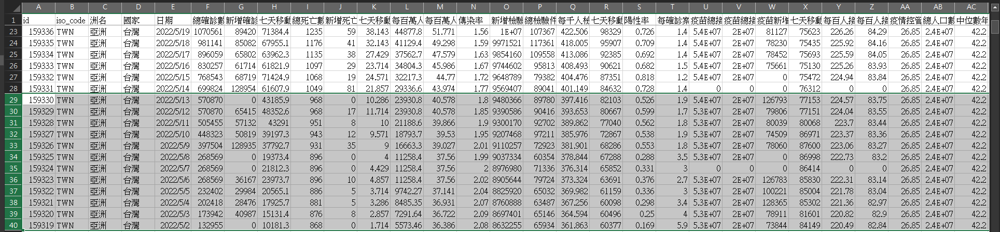 A B C D E F G H I J K L M N O P Q R S T U V W X Y Z AA AB AC
1 id iso_code 洲名 國家 日期 總確診數 新增確診 七天移動 總死亡數 新增死亡 七天移動 每百萬人 每百萬人 傳染率 新增檢驗 總檢驗件 每千人檢 七天移動 陽性率 每確診案 疫苗總接 疫苗總接 疫苗新增 七天移動 每百人接 每百人接 疫情控管 總人口數 中位數年
23 159336 TWN 亞洲 台灣 2022/5/19 1070561 89420 71384.4 1235 59 38.143 44877.8 51.771 1.56 1E+07 107367 422.506 98329 0.726 1.4 5.4E+07 2E+07 81127 75623 226.26 84.29 26.85 2.4E+07 42.2
24 159335 TWN 亞洲 台灣 2022/5/18 981141 85082 67955.1 1176 41 32.143 41129.4 49.298 1.59 9971521 117361 418.005 95907 0.709 1.4 5.4E+07 2E+07 78230 75435 225.92 84.16 26.85 2.4E+07 42.2
25 159334 TWN 亞洲 台灣 2022/5/17 896059 65802 63962.3 1135 38 27.429 37562.7 47.579 1.63 9854160 109558 413.086 92385 0.692 1.4 5.4E+07 2E+07 78452 75693 225.59 84.05 26.85 2.4E+07 42.2
26 159333 TWN 亞洲 台灣 2022/5/16 830257 61714 61821.9 1097 29 23.714 34804.3 45.986 1.67 9744602 95813 408.493 90621 0.682 1.5 5.4E+07 2E+07 75661 75130 225.26 83.93 26.85 2.4E+07 42.2
27 159332 TWN 亞洲 台灣 2022/5/15 768543 68719 71424.9 1068 19 24.571 32217.3 44.77 1.72 9648789 79382 404.476 87351 0.818 1.2 5.4E+07 2E+07 0 75472 224.94 83.84 26.85 2.4E+07 42.2
28 159331 TWN 亞洲 台灣 2022/5/14 699824 128954 61607.9 1049 81 21.857 29336.6 43.974 1.77 9569407 89041 401.149 84632 0.728 1.4 0 0 0 76312 0 0 26.85 2.4E+07 42.2
29 159330 TWN 亞洲 台灣 2022/5/13 570870 0 43185.9 968 0 10.286 23930.8 40.578 1.8 9480366 89780 397.416 82103 0.526 1.9 5.4E+07 2E+07 126793 77153 224.57 83.75 26.85 2.4E+07 42.2
30 159329 TWN 亞洲 台灣 2022/5/12 570870 65415 48352.6 968 17 11.714 23930.8 40.578 1.85 9390586 90416 393.653 80667 0.599 1.7 5.3E+07 2E+07 79806 77151 224.04 83.55 26.85 2.4E+07 42.2
31 159328 TWN 亞洲 台灣 2022/5/11 505455 57132 43291 951 8 10 21188.6 39.866 1.9 9300170 92702 389.862 77040 0.562 1.8 5.3E+07 2E+07 80039 80068 223.7 83.44 26.85 2.4E+07 42.2
32 159327 TWN 亞洲 台灣 2022/5/10 448323 50819 39197.3 943 12 9.571 18793.7 39.53 1.95 9207468 97211 385.976 72867 0.538 1.9 5.3E+07 2E+07 74509 86971 223.37 83.36 26.85 2.4E+07 42.2
33 159326 TWN 亞洲 台灣 2022/5/9 397504 128935 37792.7 931 35 9 16663.3 39.027 2.01 9110257 72923 381.901 68286 0.553 1.8 5.3E+07 2E+07 78060 87600 223.06 83.27 26.85 2.4E+07 42.2
34 159325 TWN 亞洲 台灣 2022/5/8 268569 0 19373.4 896 0 4 11258.4 37.56 1.99 9037334 60354 378.844 67288 0.288 3.5 5.3E+07 2E+07 0 86998 222.73 83.2 26.85 2.4E+07 42.2
35 159324 TWN 亞洲 台灣 2022/5/7 268569 0 21812.3 896 0 4.429 11258.4 37.56 2 8976980 71336 376.314 65852 0.331 3 0 0 0 86414 0 0 26.85 2.4E+07 42.2
36 159323 TWN 亞洲 台灣 2022/5/6 268569 36167 23973.7 896 10 4.857 11258.4 37.56 2.02 8905644 79724 373.324 63691 0.376 2.7 5.3E+07 2E+07 126783 85830 222.31 83.14 26.85 2.4E+07 42.2
37 159322 TWN 亞洲 台灣 2022/5/5 232402 29984 20565.1 886 5 3.714 9742.27 37.141 2.04 8825920 65032 369.982 61159 0.336 3 5.3E+07 2E+07 100221 85004 221.78 83.04 26.85 2.4E+07 42.2
38 159321 TWN 亞洲 台灣 2022/5/4 202418 28476 17925.7 881 5 3.286 8485.35 36.931 2.07 8760888 63487 367.256 60098 0.298 3.4 5.3E+07 2E+07 128365 85302 221.36 82.97 26.85 2.4E+07 42.2
39 159320 TWN 亞洲 台灣 2022/5/3 173942 40987 15131.4 876 8 2.857 7291.64 36.722 2.09 8697401 65146 364.594 60496 0.25 4 5.3E+07 2E+07 78911 81601 220.82 82.9 26.85 2.4E+07 42.2
40 159319 TWN 亞洲 台灣 2022/5/2 132955 0 10181.3 868 0 1.714 5573.46 36.386 2.08 8632255 65934 361.863 60377 0.169 5.9 5.3E+07 2E+07 73844 84149 220.49 82.84 26.85 2.4E+07 42.2